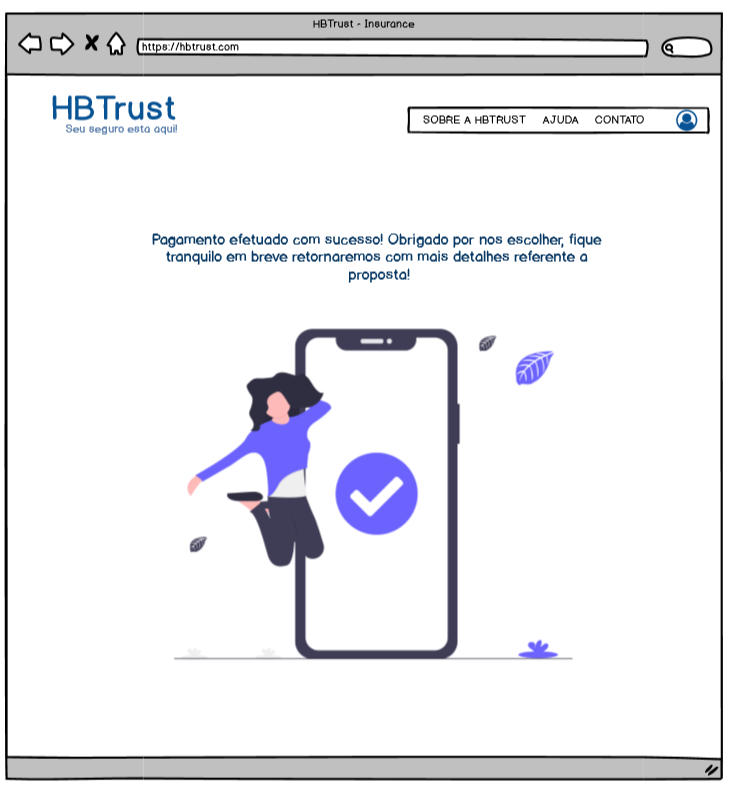 HBTrust - Insurance
https://hbtrust.com
HBTrust
Seu seguro esta aqui!
SOBRE A HBTRUST AJUDA CONTATO
Pagamento efetuado com sucesso! Obrigado por nos escolher, fique
tranquilo em breve retornaremos com mais detalhes referente a
proposta!